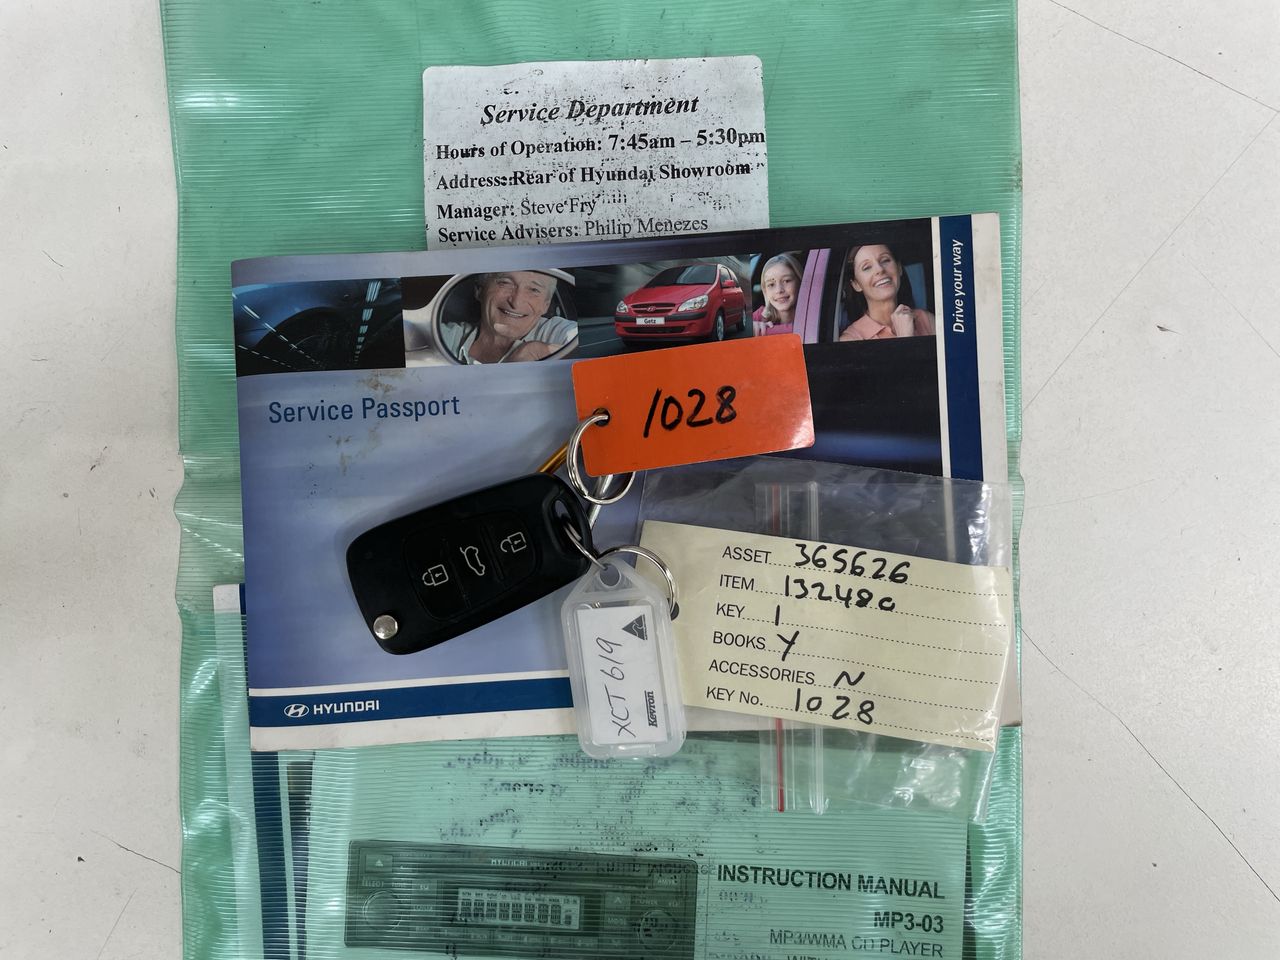 Service Department
Hours of Operation: 7:45am – 5:30pm
Address: Rear of Hyundai Showroom
Manager: Steve Fry
Service Advisers: Philip Menezes
Drive your way
Getz
Service Passport
1028
ASSET 365626
ITEM 132480
KEY 1
BOOKS Y
ACCESSORIES N
KEY No. 1028
XCT 619
Kevron
HYUNDAI
HYUNDAI
INSTRUCTION MANUAL
MP3-03
MP3/WMA CD PLAYER